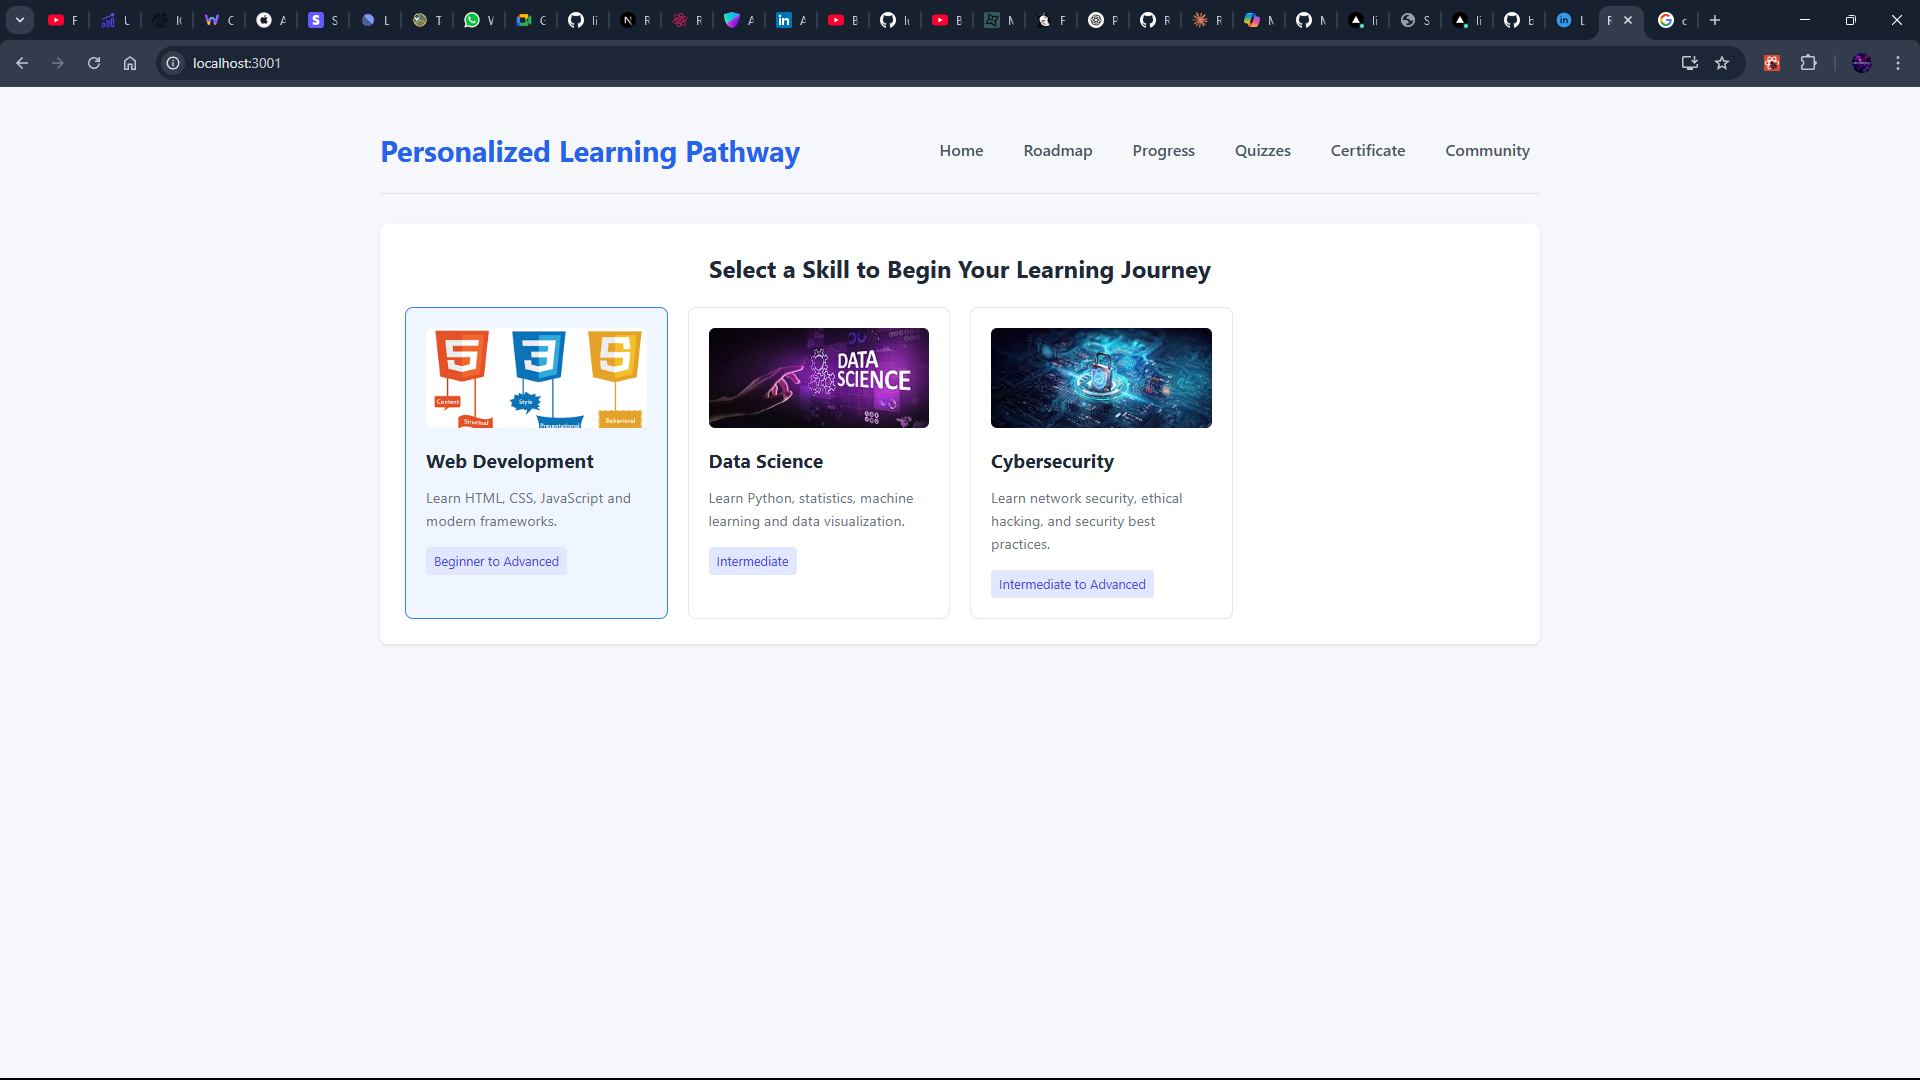 localhost:3001
Personalized Learning Pathway
Home
Roadmap
Progress
Quizzes
Certificate
Community
Select a Skill to Begin Your Learning Journey
Content
Structual
Style
Presentational
Behavioral
Web Development
Learn HTML, CSS, JavaScript and
modern frameworks.
Beginner to Advanced
DATA
SCIENCE
Data Science
Learn Python, statistics, machine
learning and data visualization.
Intermediate
Cybersecurity
Learn network security, ethical
hacking, and security best
practices.
Intermediate to Advanced